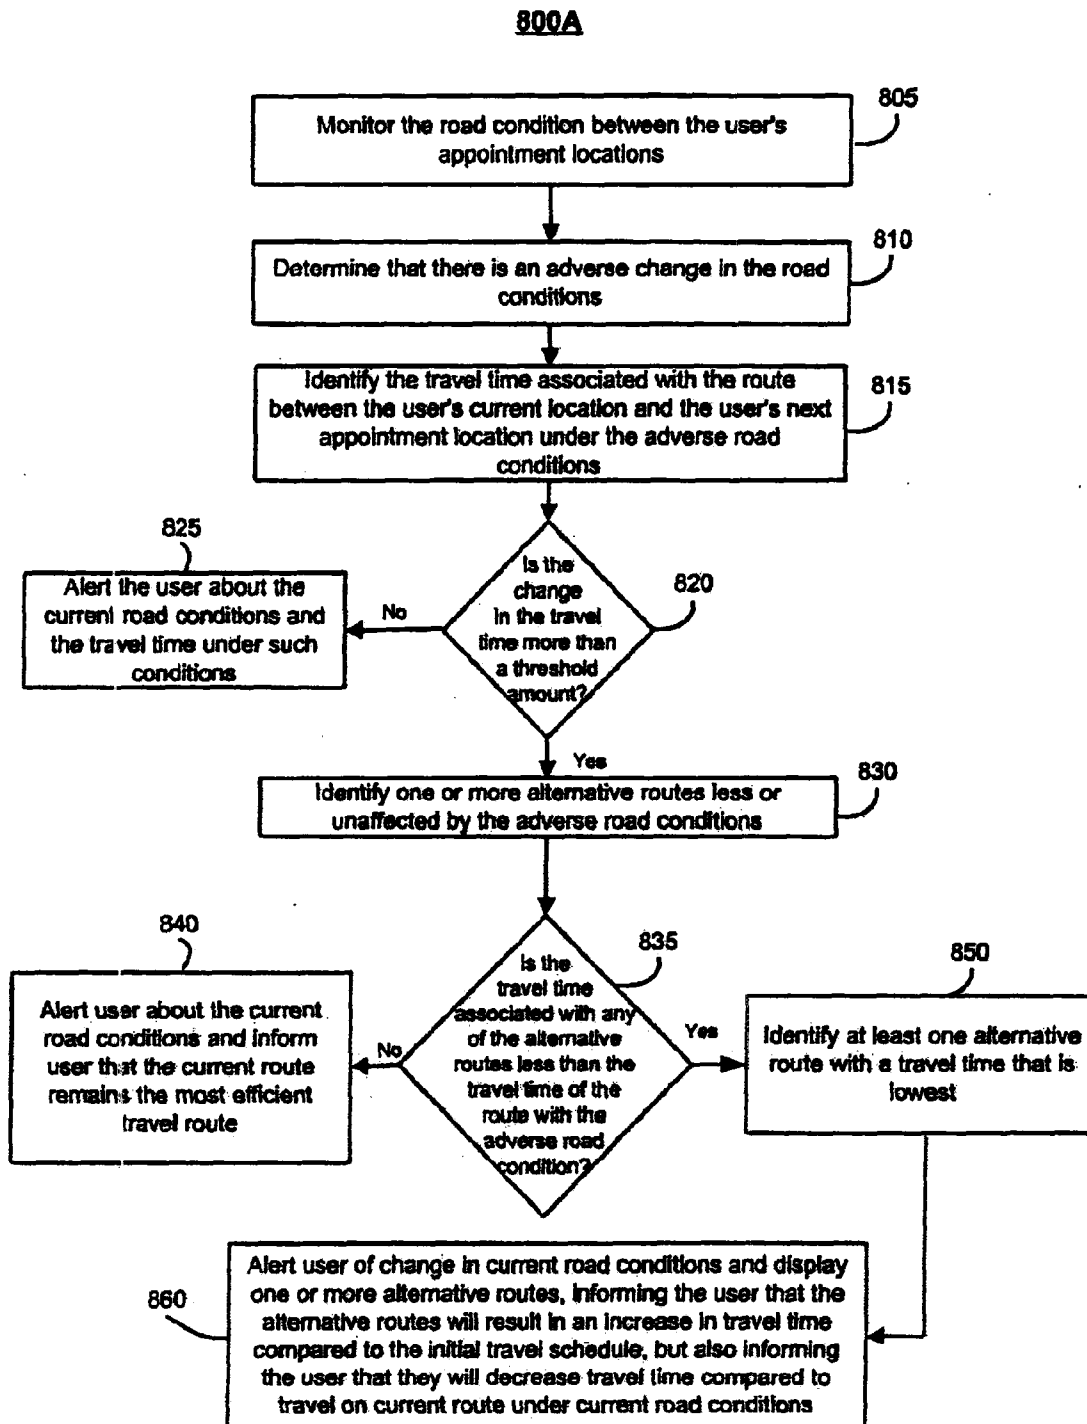 800A
805
Monitor the road condition between the user's
appointment locations
810
Determine that there is an adverse change in the road
conditions
Identify the travel time associated with the route
between the user's current location and the user's next
appointment location under the adverse road
conditions
815
825
Alert the user about the
current road conditions and
the travel time under such
conditions
No
Is the
change
in the travel
time more than
a threshold
amount?
820
Yes
830
Identify one or more alternative routes less or
unaffected by the adverse road conditions
840
Alert user about the current
road conditions and inform
user that the current route
remains the most efficient
travel route
No
Is the
travel time
associated with any
of the alternative
routes less than the
travel time of the
route with the
adverse road
condition?
835
Yes
850
Identify at least one alternative
route with a travel time that is
lowest
860
Alert user of change in current road conditions and display
one or more alternative routes, informing the user that the
alternative routes will result in an increase in travel time
compared to the initial travel schedule, but also informing
the user that they will decrease travel time compared to
travel on current route under current road conditions